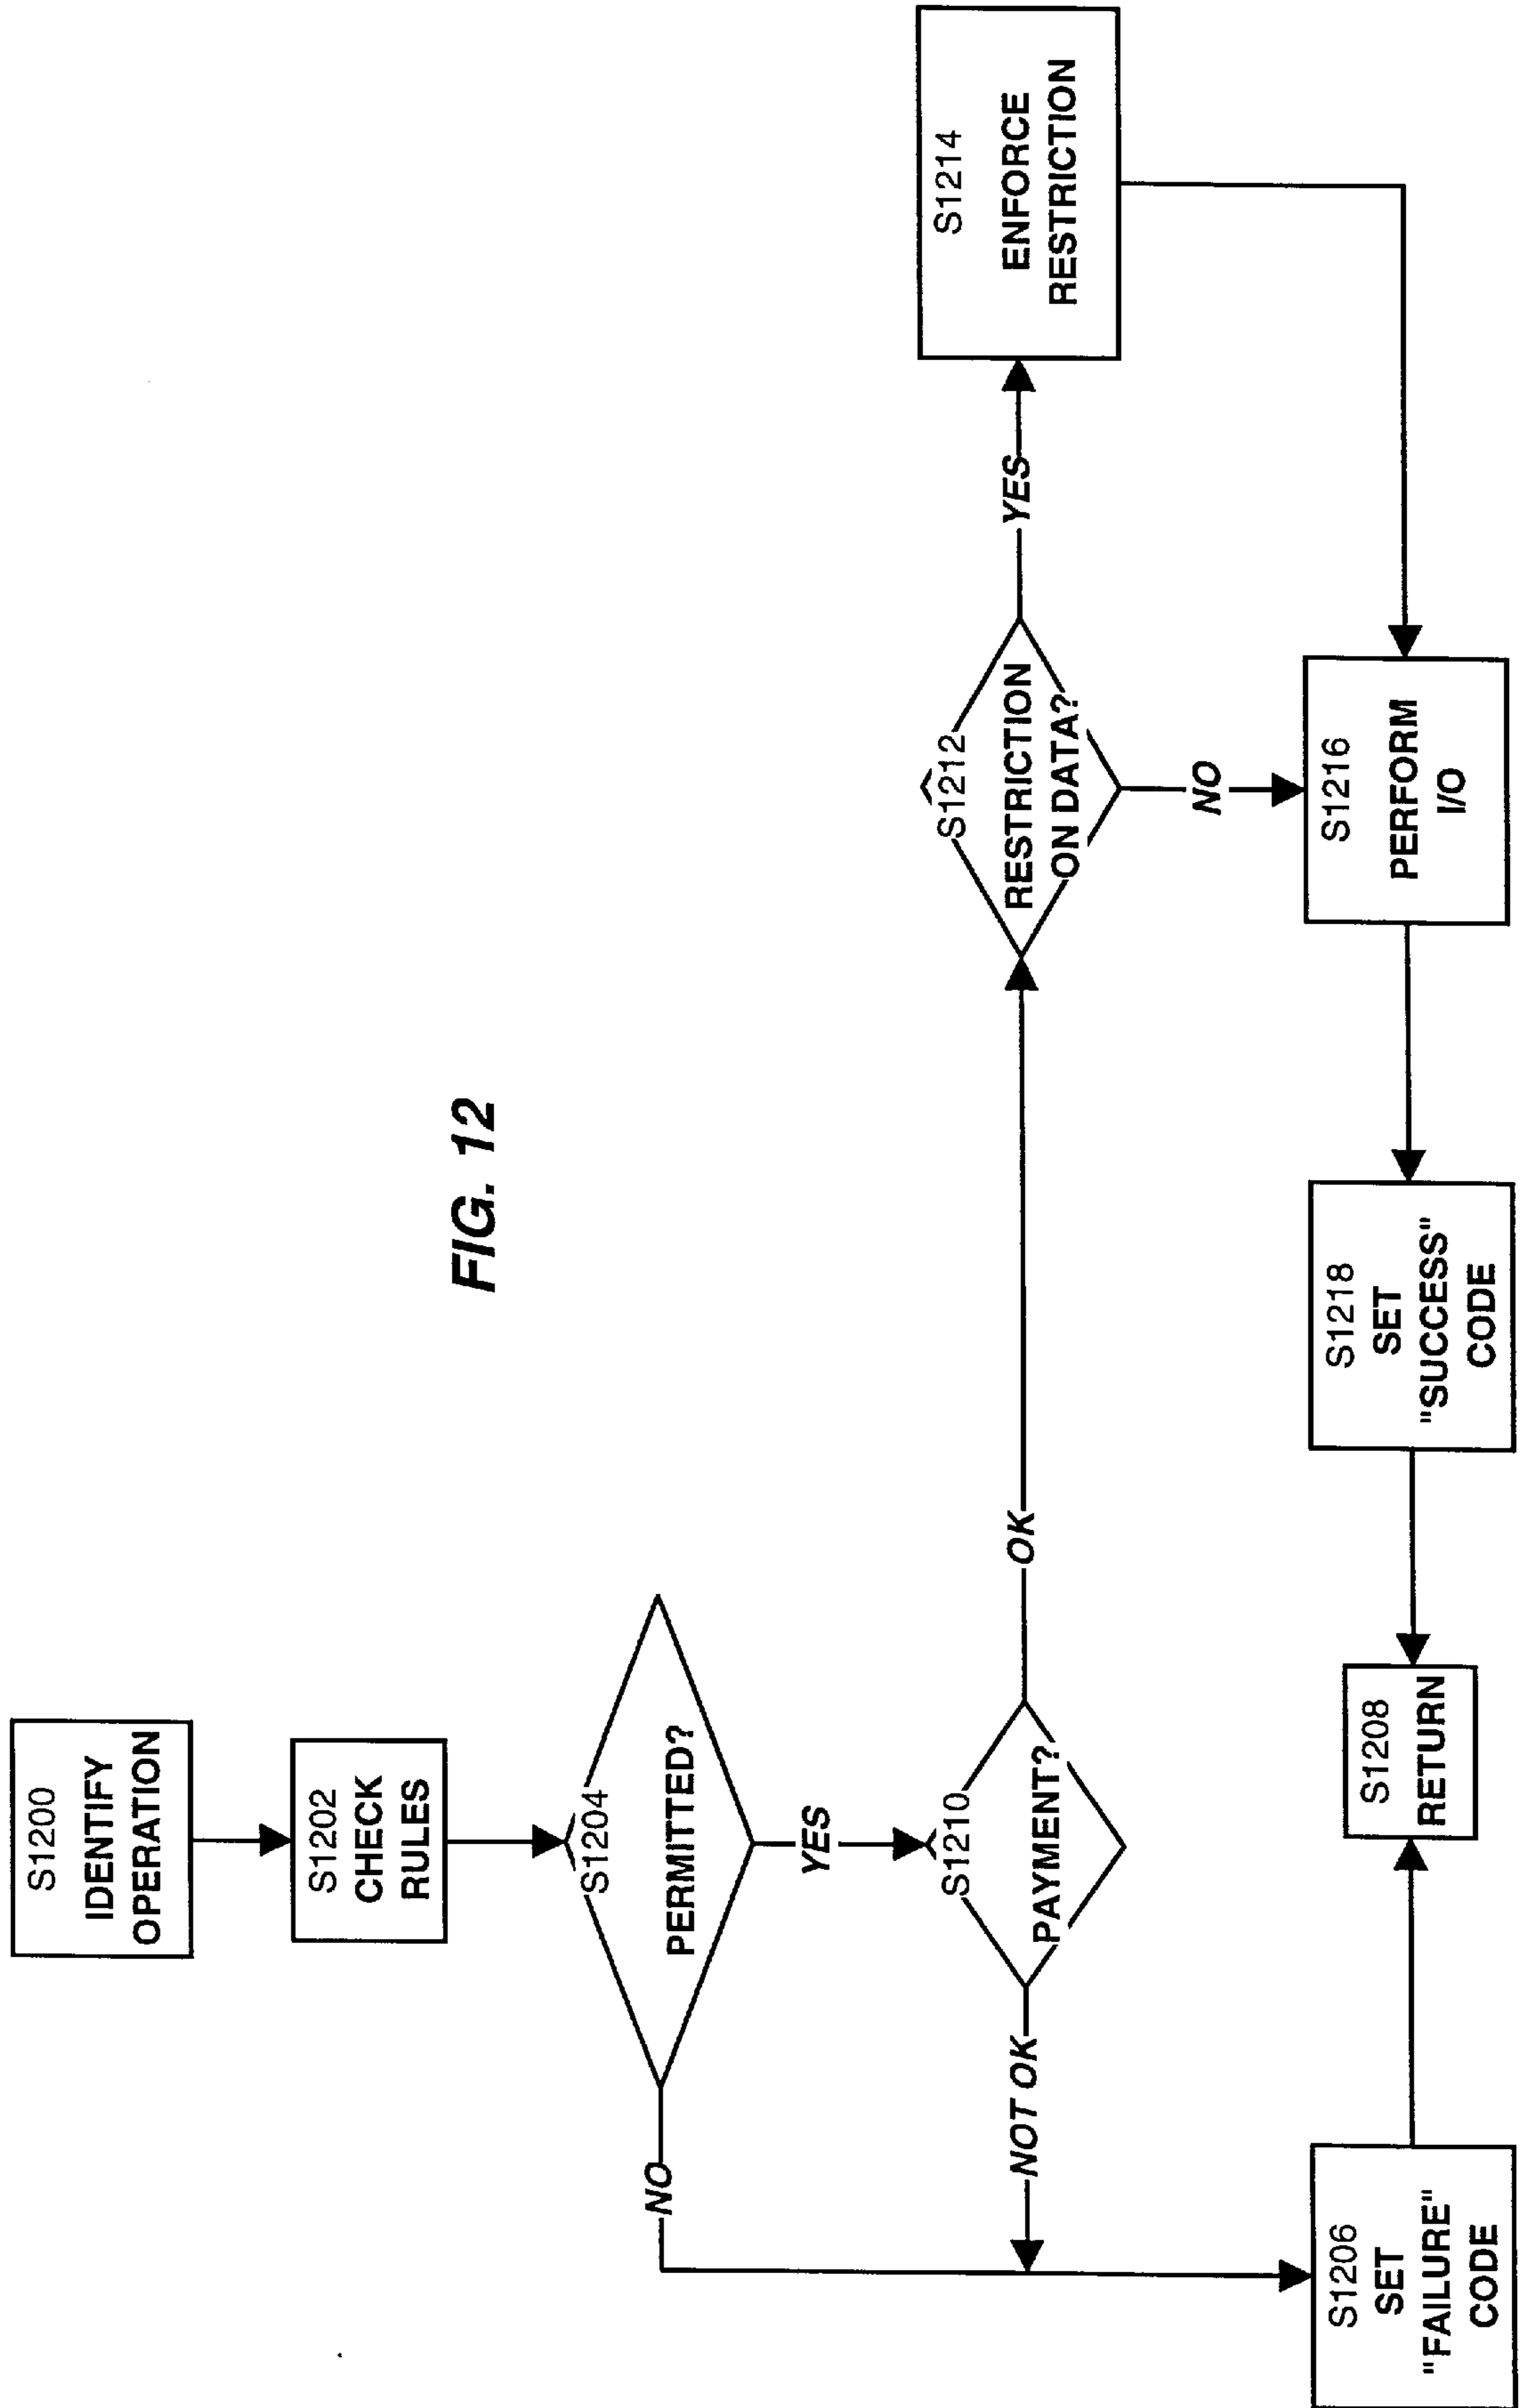 FIG. 12
S1200
IDENTIFY
OPERATION
S1202
CHECK
RULES
S1204
PERMITTED?
NO
YES
S1210
PAYMENT?
NOT OK
OK
S1212
RESTRICTION
ON DATA?
YES
NO
S1214
ENFORCE
RESTRICTION
S1206
SET
"FAILURE"
CODE
S1208
RETURN
S1218
SET
"SUCCESS"
CODE
S1216
PERFORM
I/O